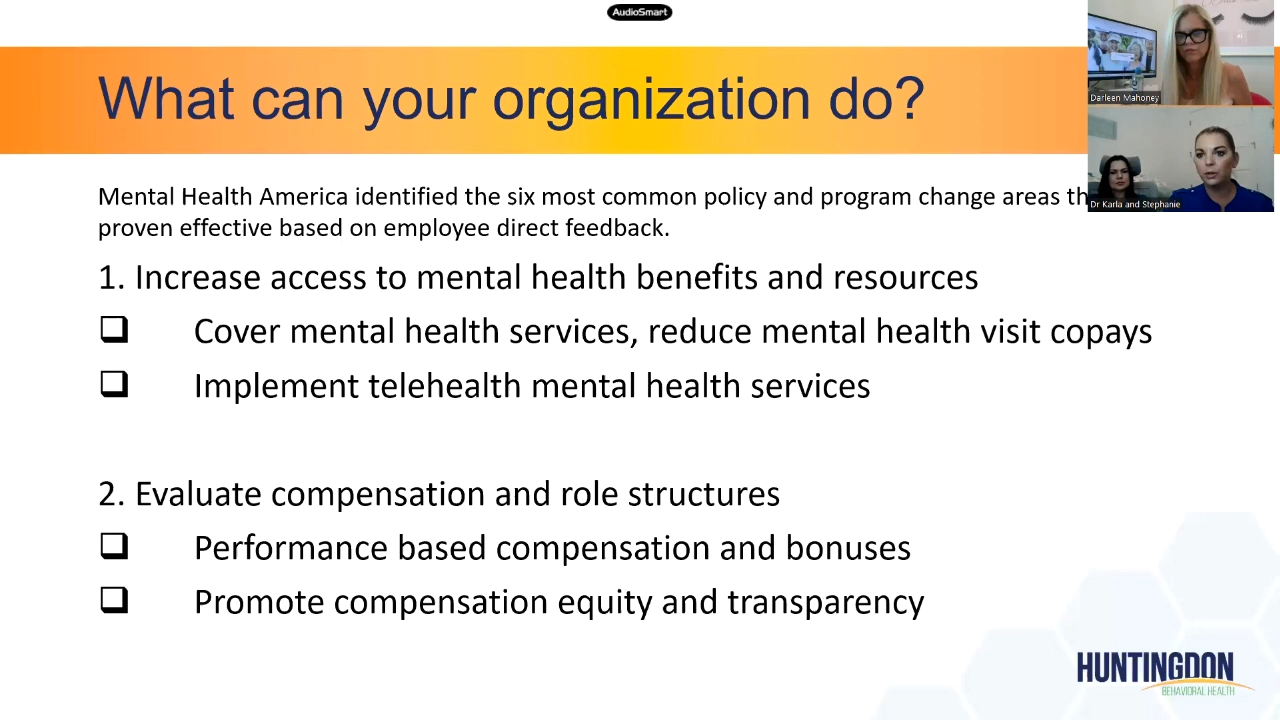 AudioSmart
What can your organization do?
Darleen Mahoney
Mental Health America identified the six most common policy and program change areas
proven effective based on employee direct feedback.
Dr Karla and Stephanie
1. Increase access to mental health benefits and resources
❑ Cover mental health services, reduce mental health visit copays
❑ Implement telehealth mental health services
2. Evaluate compensation and role structures
❑ Performance based compensation and bonuses
❑ Promote compensation equity and transparency
HUNTINGDON
BEHAVIORAL HEALTH